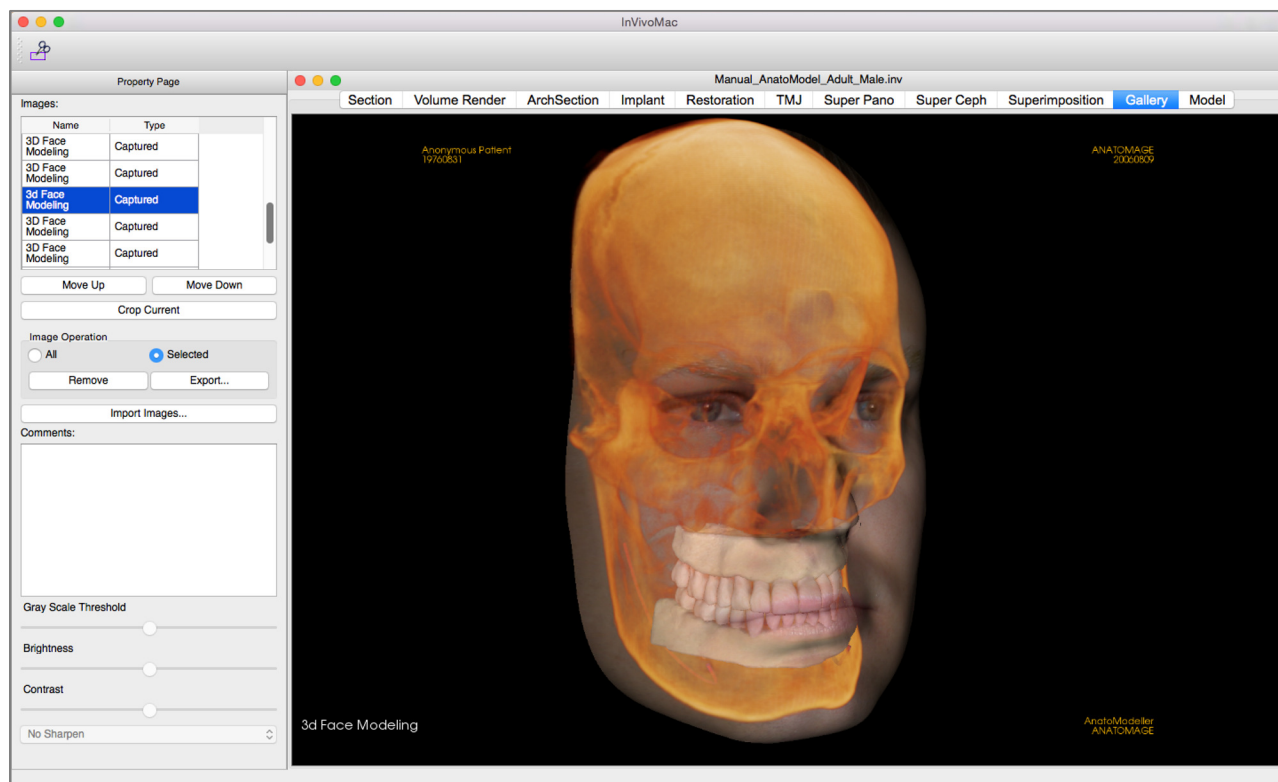 InVivoMac
Property Page
Manual_AnatoModel_Adult_Male.inv
Images:
Section Volume Render ArchSection Implant Restoration TMJ Super Pano Super Ceph Superimposition Gallery Model
Name Type
3D Face
Modeling
Captured
3D Face
Modeling
Captured
3d Face
Modeling
Captured
3D Face
Modeling
Captured
3D Face
Modeling
Captured
Move Up Move Down
Crop Current
Image Operation
All Selected
Remove Export...
Import Images...
Comments:
Gray Scale Threshold
Brightness
Contrast
No Sharpen
Anonymous Patient
19760831
ANATOMAGE
20060809
3d Face Modeling
AnatoModeller
ANATOMAGE